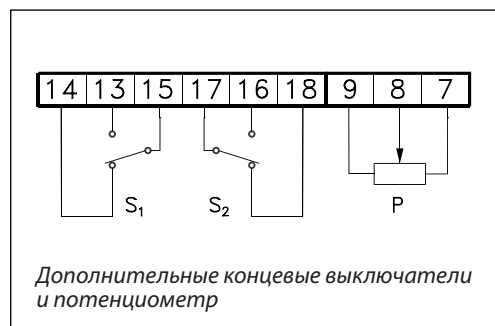 14 13 15 17 16 18 9 8 7
S₁ S₂ P
Дополнительные концевые выключатели
и потенциометр